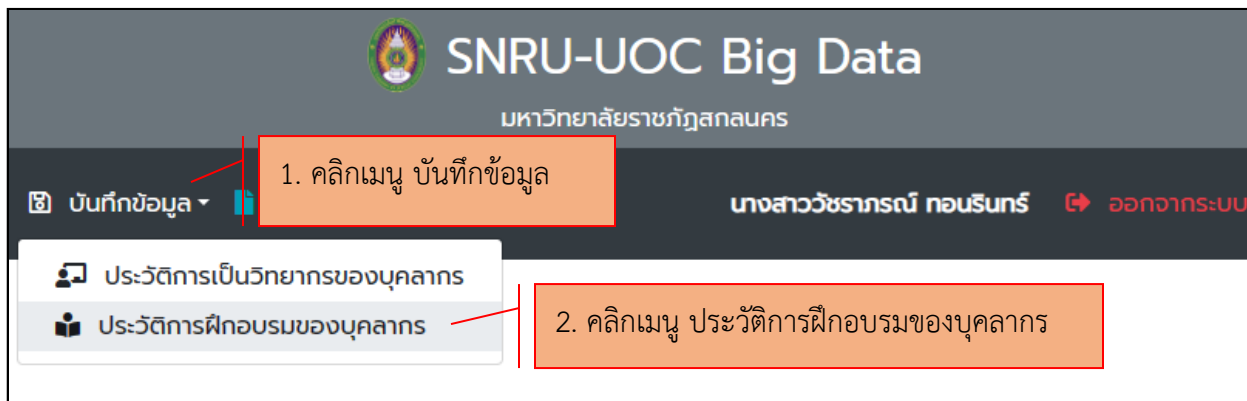 SNRU-UOC Big Data
มหาวิทยาลัยราชภัฏสกลนคร
1. คลิกเมนู บันทึกข้อมูล
บันทึกข้อมูล
นางสาววัชราภรณ์ ทอนรินทร์
ออกจากระบบ
ประวัติการเป็นวิทยากรของบุคลากร
ประวัติการฝึกอบรมของบุคลากร
2. คลิกเมนู ประวัติการฝึกอบรมของบุคลากร